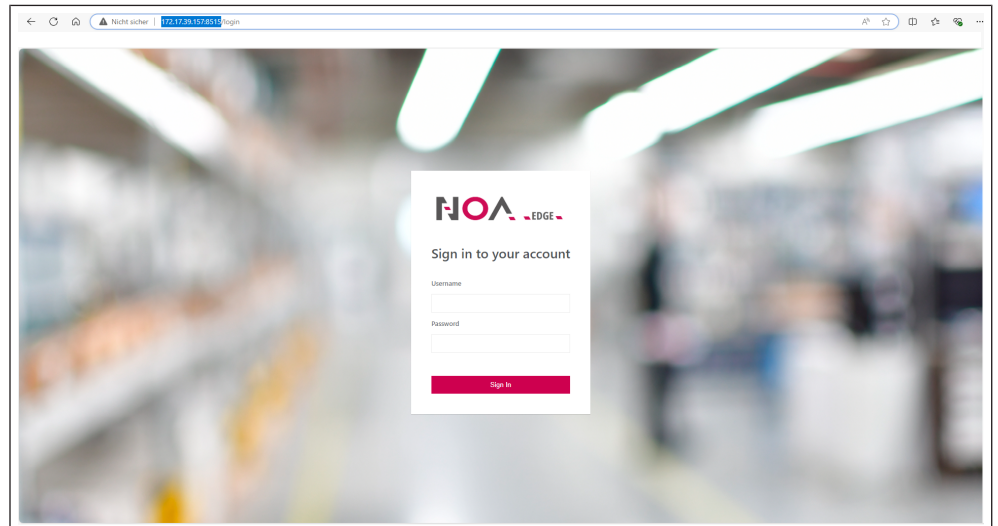 Nicht sicher | 172.17.39.157:8515/login
NOA EDGE
Sign in to your account
Username
Password
Sign In